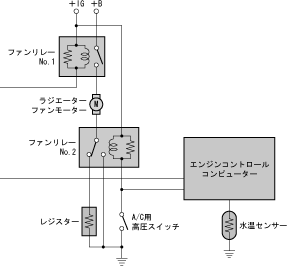 +IG
+B
ファンリレー
No.1
ラジエーター
ファンモーター
M
ファンリレー
No.2
エンジンコントロール
コンピューター
レジスター
A/C用
高圧スイッチ
水温センサー